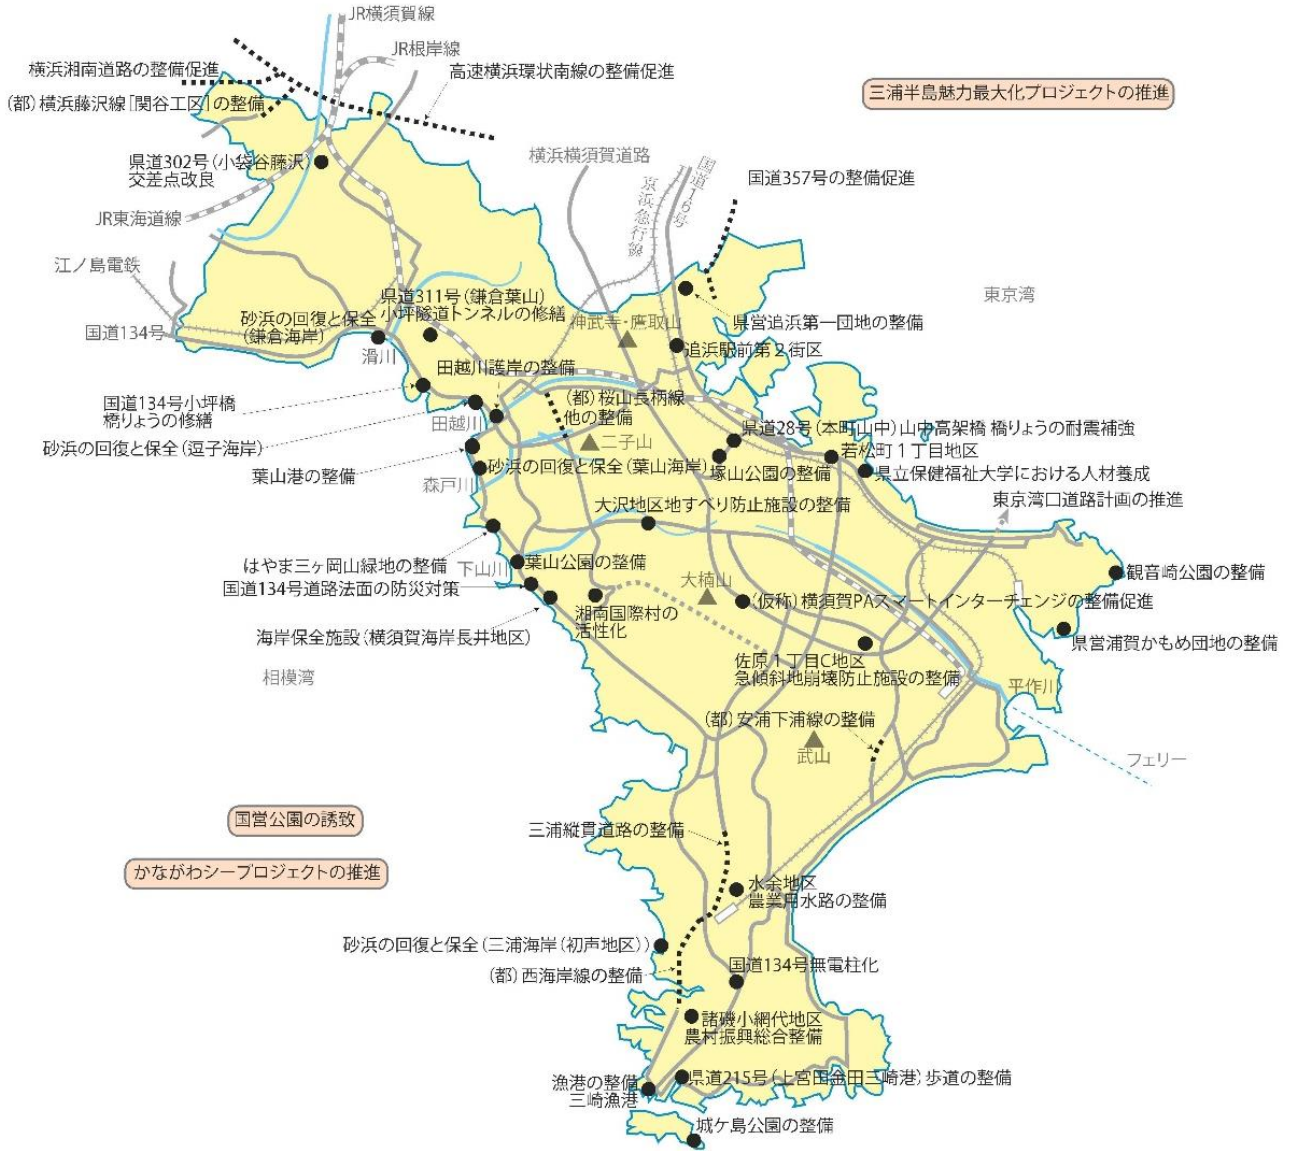 JR横須賀線
JR根岸線
横浜湘南道路の整備促進
高速横浜環状南線の整備促進
三浦半島魅力最大化プロジェクトの推進
(都)横浜藤沢線[関谷工区]の整備
県道302号(小袋谷藤沢)
交差点改良
横浜横須賀道路
国道16号
京浜急行線
国道357号の整備促進
JR東海道線
江ノ島電鉄
東京湾
県道311号(鎌倉葉山)
小坪隧道トンネルの修繕
砂浜の回復と保全
(鎌倉海岸)
国道134号
神武寺・鷹取山
県営追浜第一団地の整備
追浜駅前第2街区
滑川
田越川護岸の整備
国道134号小坪橋
橋りょうの修繕
(都)桜山長柄線
他の整備
田越川
二子山
県道28号(本町山中)山中高架橋 橋りょうの耐震補強
砂浜の回復と保全(逗子海岸)
若松町1丁目地区
葉山港の整備
砂浜の回復と保全(葉山海岸)
塚山公園の整備
県立保健福祉大学における人材養成
森戸川
大沢地区地すべり防止施設の整備
東京湾口道路計画の推進
はやま三ヶ岡山緑地の整備
下山川
葉山公園の整備
観音崎公園の整備
国道134号道路法面の防災対策
大楠山
(仮称)横須賀PAスマートインターチェンジの整備促進
湘南国際村の
活性化
海岸保全施設(横須賀海岸長井地区)
県営浦賀かもめ団地の整備
佐原1丁目C地区
急傾斜地崩壊防止施設の整備
相模湾
平作川
(都)安浦下浦線の整備
武山
フェリー
国営公園の誘致
三浦縦貫道路の整備
かながわシープロジェクトの推進
水余地区
農業用水路の整備
砂浜の回復と保全(三浦海岸(初声地区))
国道134号無電柱化
(都)西海岸線の整備
諸磯小網代地区
農村振興総合整備
漁港の整備
三崎漁港
県道215号(上宮田金田三崎港)歩道の整備
城ケ島公園の整備